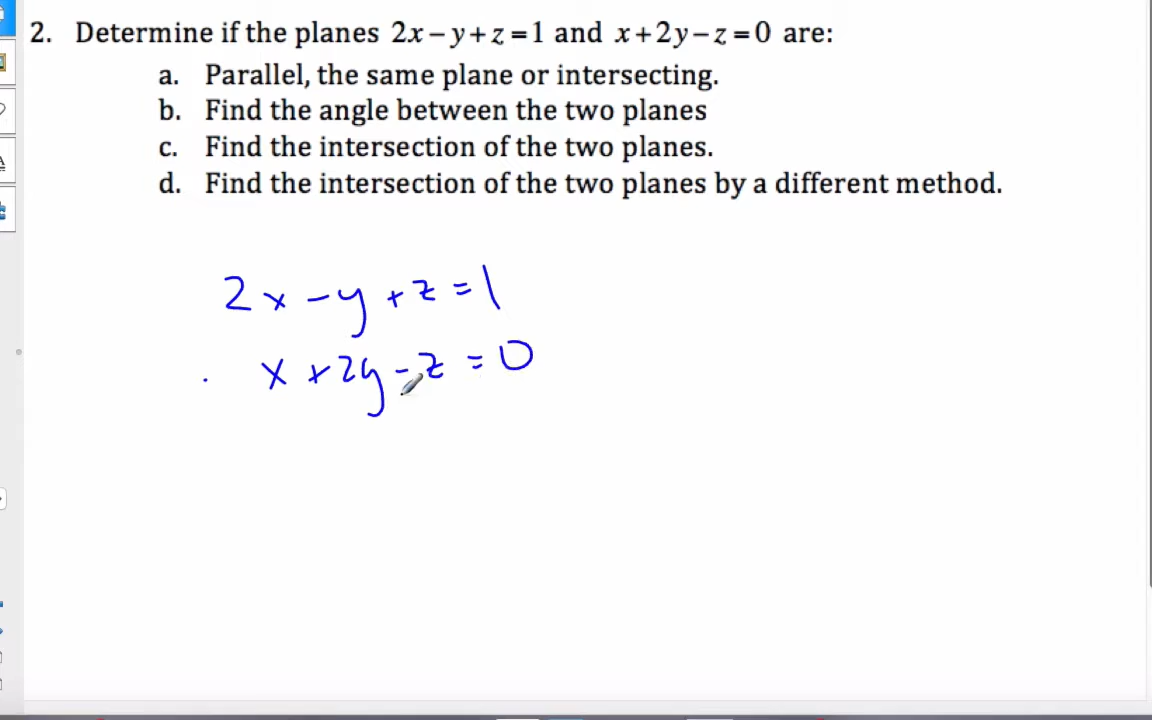 2. Determine if the planes 2x−y+z=1 and x+2y−z=0 are:
a. Parallel, the same plane or intersecting.
b. Find the angle between the two planes
c. Find the intersection of the two planes.
d. Find the intersection of the two planes by a different method.
2x −y +z =1
x +2y −z =0